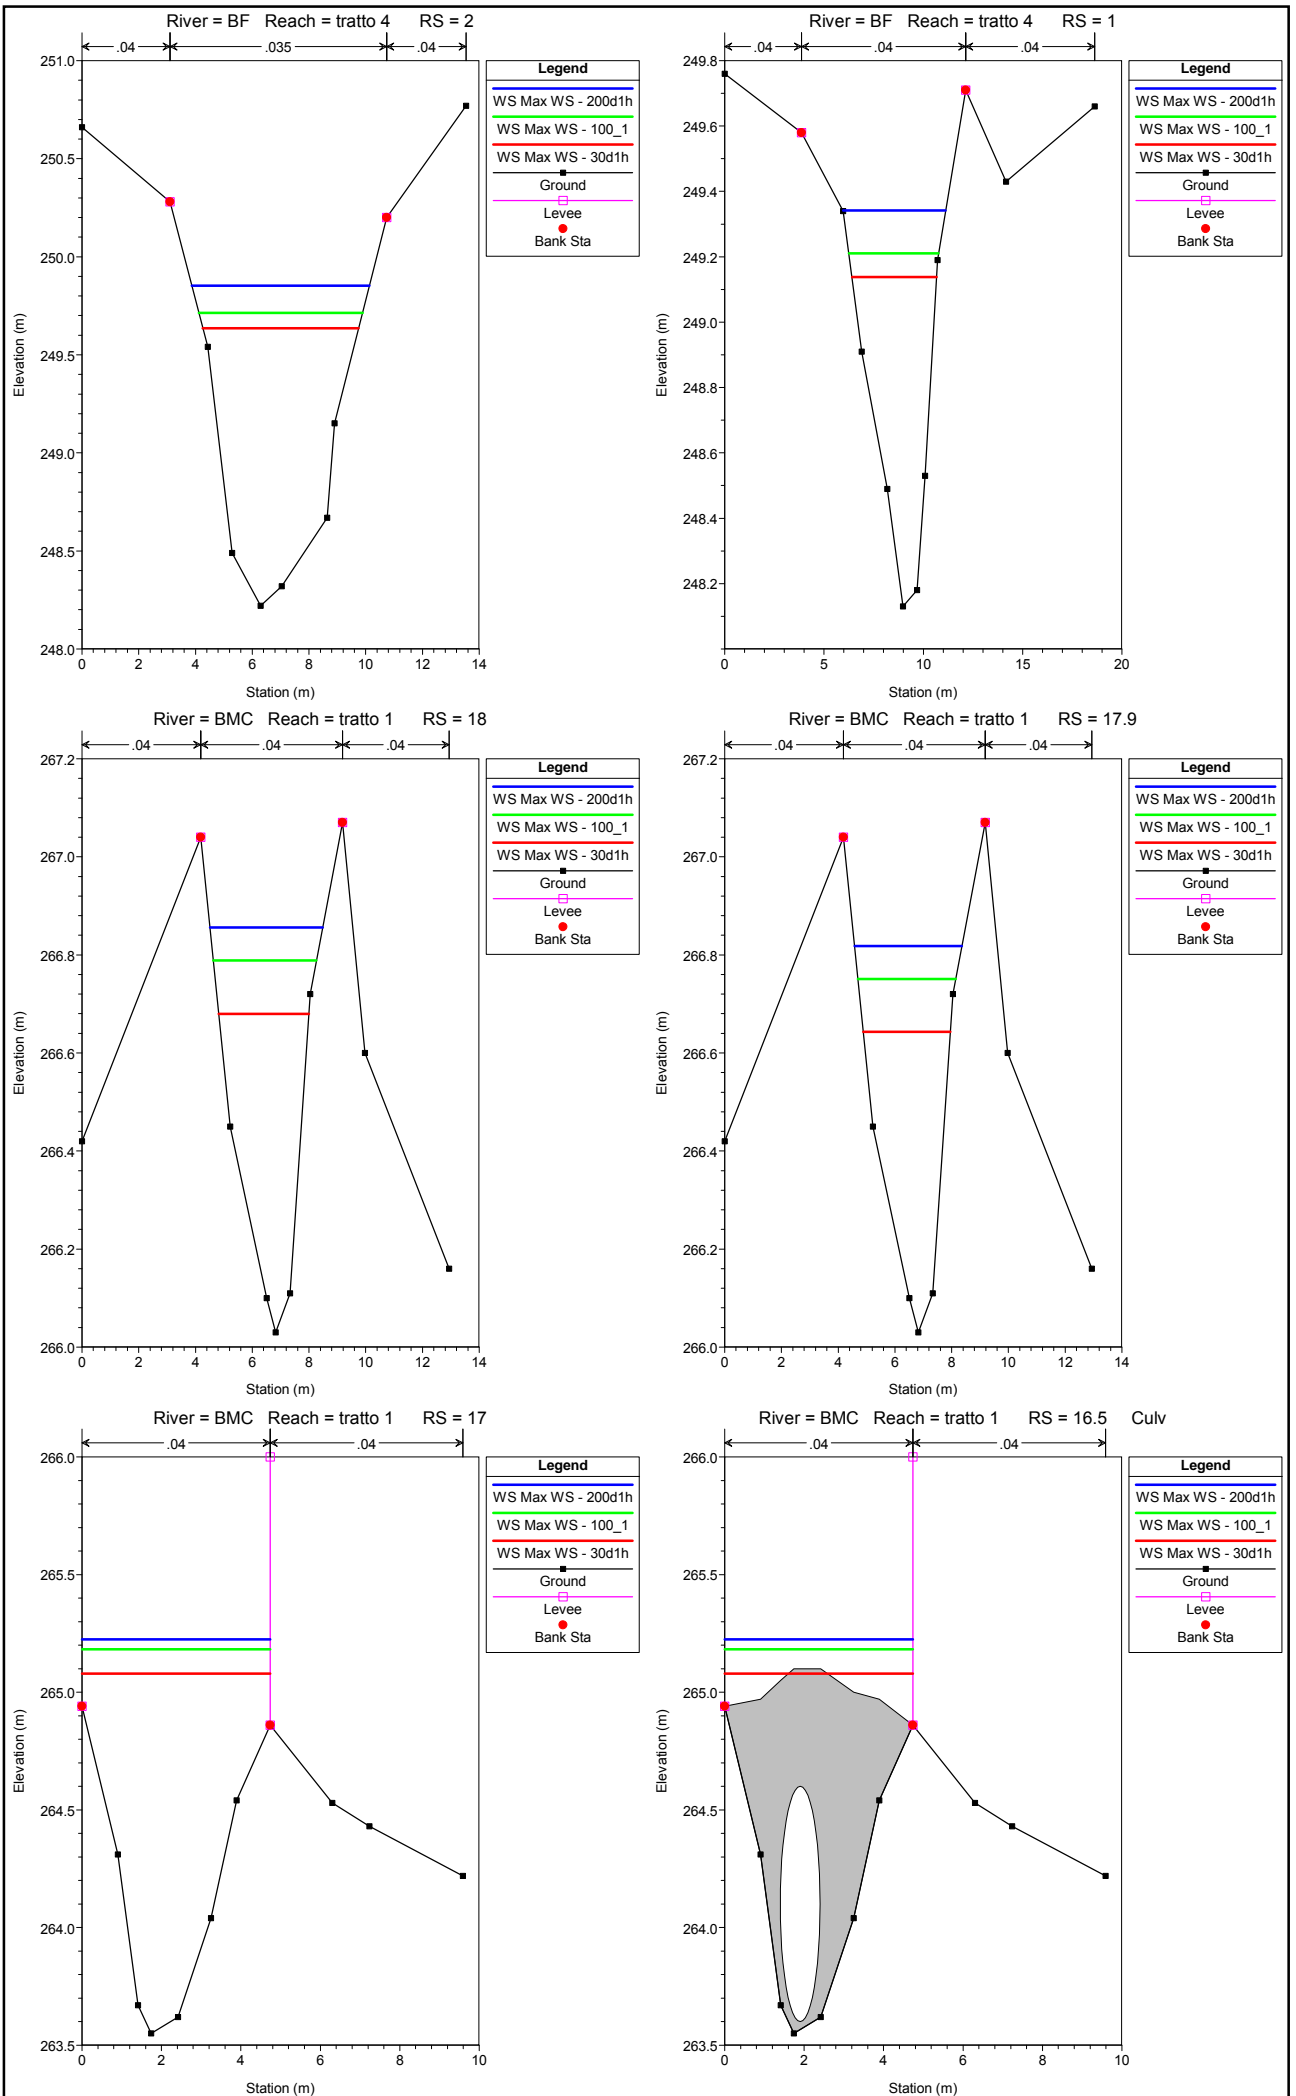 River = BF Reach = tratto 4 RS = 2
.04 .035 .04
251.0
250.5
250.0
249.5
249.0
248.5
248.0
Elevation (m)
0 2 4 6 8 10 12 14
Station (m)
Legend
WS Max WS - 200d1h
WS Max WS - 100_1
WS Max WS - 30d1h
Ground
Levee
Bank Sta
River = BF Reach = tratto 4 RS = 1
.04 .04 .04
249.8
249.6
249.4
249.2
249.0
248.8
248.6
248.4
248.2
Elevation (m)
0 5 10 15 20
Station (m)
Legend
WS Max WS - 200d1h
WS Max WS - 100_1
WS Max WS - 30d1h
Ground
Levee
Bank Sta
River = BMC Reach = tratto 1 RS = 18
.04 .04 .04
267.2
267.0
266.8
266.6
266.4
266.2
266.0
Elevation (m)
0 2 4 6 8 10 12 14
Station (m)
Legend
WS Max WS - 200d1h
WS Max WS - 100_1
WS Max WS - 30d1h
Ground
Levee
Bank Sta
River = BMC Reach = tratto 1 RS = 17.9
.04 .04 .04
267.2
267.0
266.8
266.6
266.4
266.2
266.0
Elevation (m)
0 2 4 6 8 10 12 14
Station (m)
Legend
WS Max WS - 200d1h
WS Max WS - 100_1
WS Max WS - 30d1h
Ground
Levee
Bank Sta
River = BMC Reach = tratto 1 RS = 17
.04 .04
266.0
265.5
265.0
264.5
264.0
263.5
Elevation (m)
0 2 4 6 8 10
Station (m)
Legend
WS Max WS - 200d1h
WS Max WS - 100_1
WS Max WS - 30d1h
Ground
Levee
Bank Sta
River = BMC Reach = tratto 1 RS = 16.5 Culv
.04 .04
266.0
265.5
265.0
264.5
264.0
263.5
Elevation (m)
0 2 4 6 8 10
Station (m)
Legend
WS Max WS - 200d1h
WS Max WS - 100_1
WS Max WS - 30d1h
Ground
Levee
Bank Sta